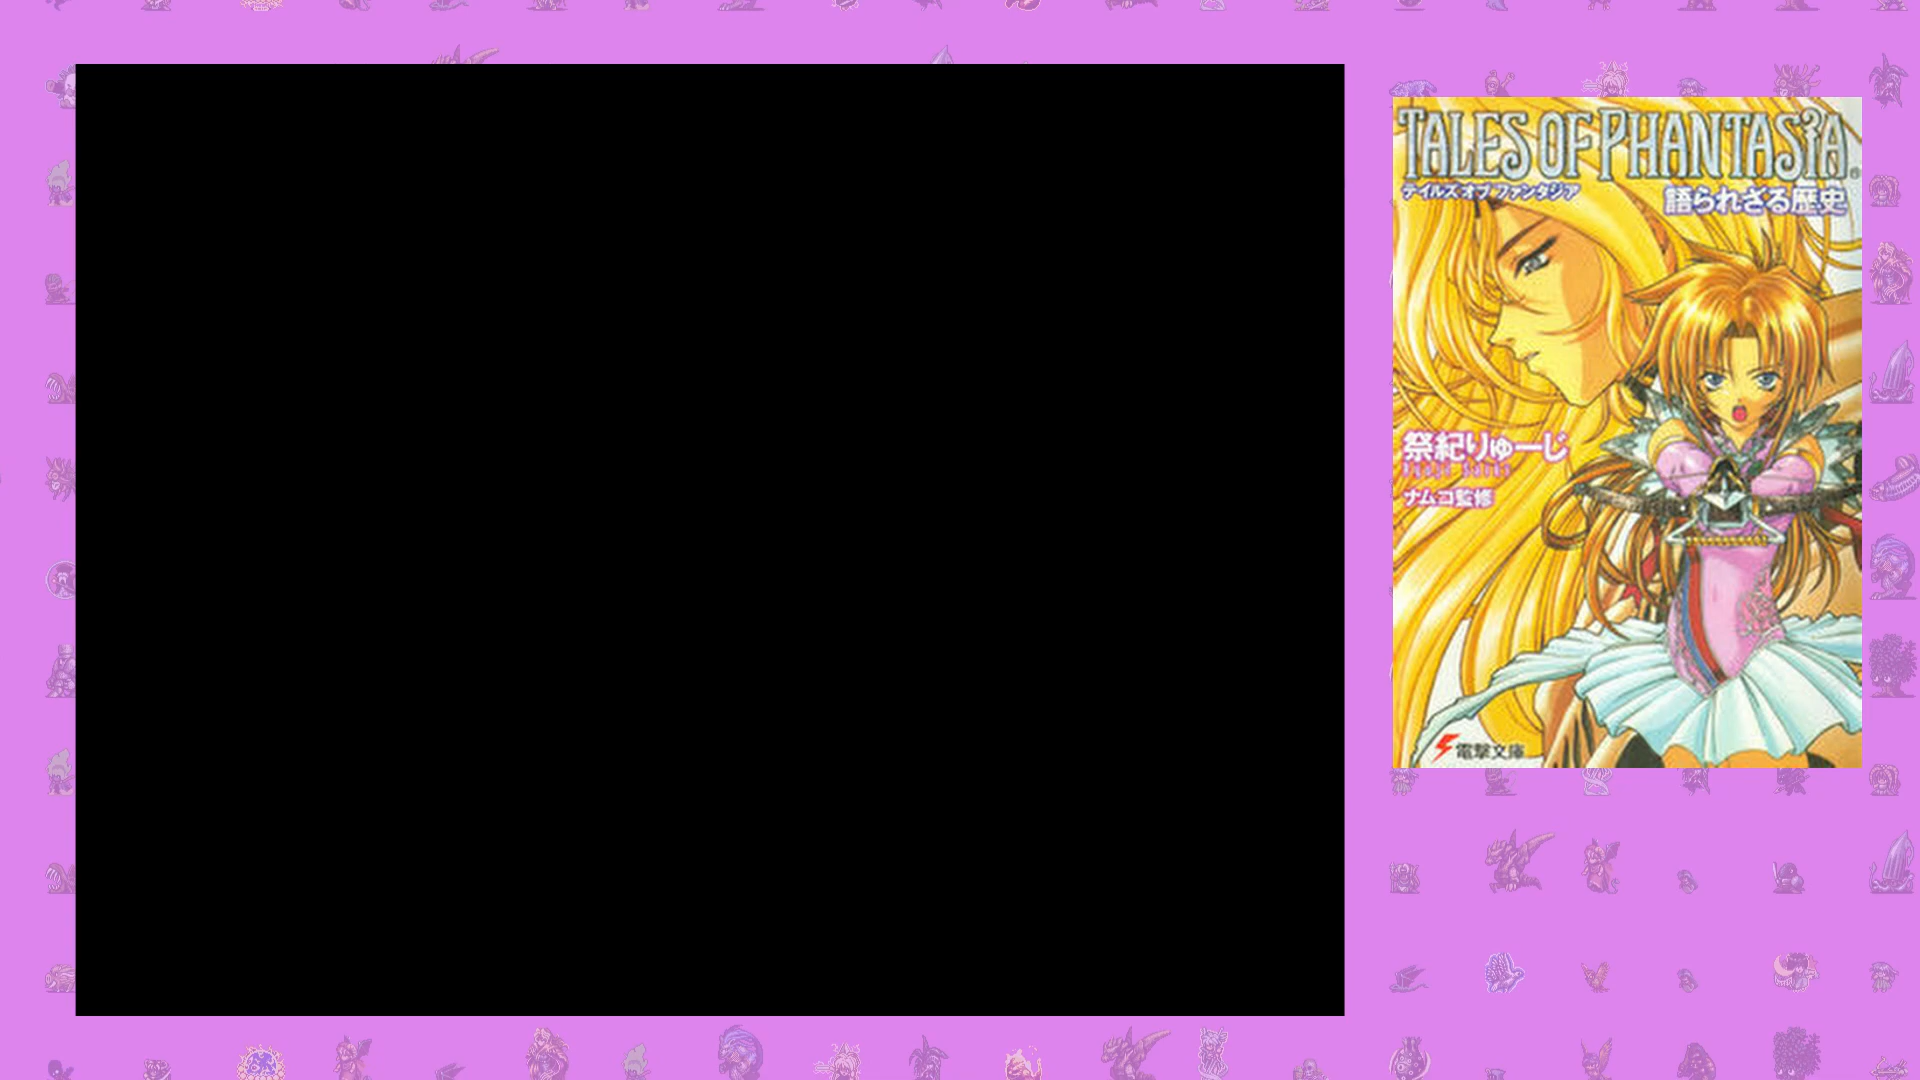 TALES OF PHANTASIA
テイルズ オブ ファンタジア
語られざる歴史
祭紀りゅーじ
ナムコ監修
電撃文庫